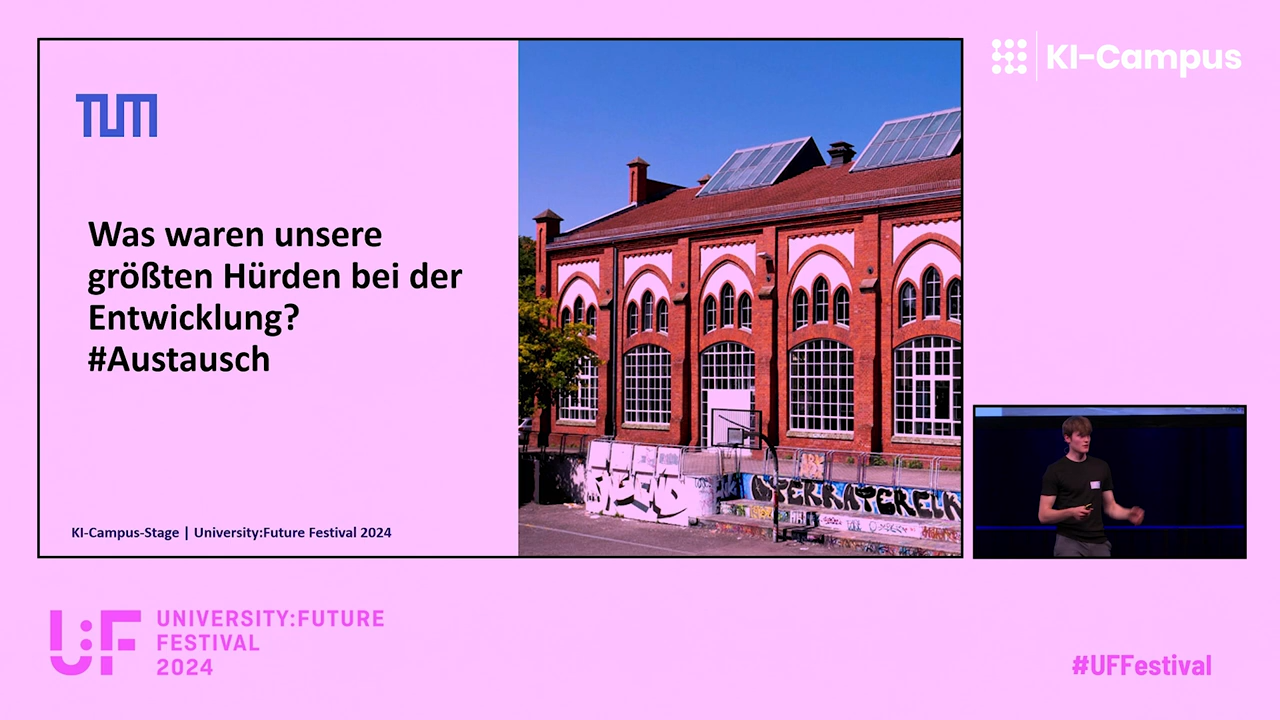 KI-Campus
TUM
Was waren unsere
größten Hürden bei der
Entwicklung?
#Austausch
KI-Campus-Stage | University:Future Festival 2024
U:F
UNIVERSITY:FUTURE
FESTIVAL
2024
#UFFestival